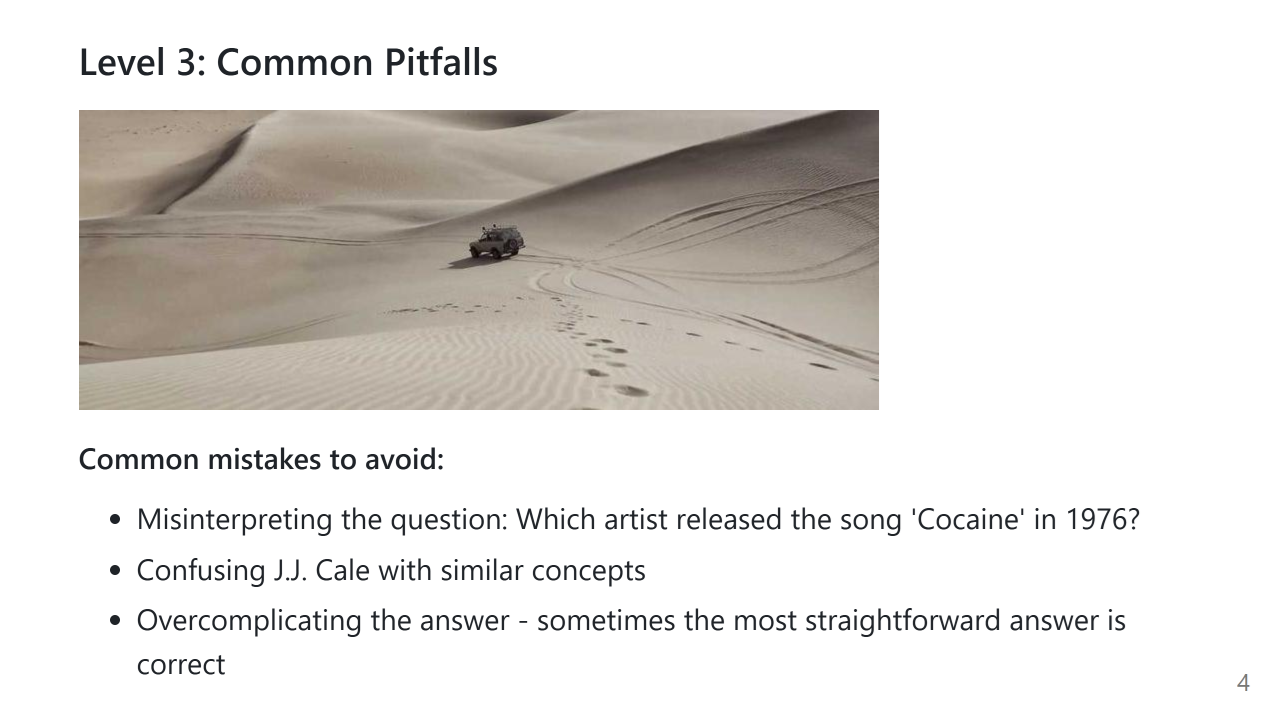 Level 3: Common Pitfalls
Common mistakes to avoid:
• Misinterpreting the question: Which artist released the song 'Cocaine' in 1976?
• Confusing J.J. Cale with similar concepts
• Overcomplicating the answer - sometimes the most straightforward answer is
correct
4